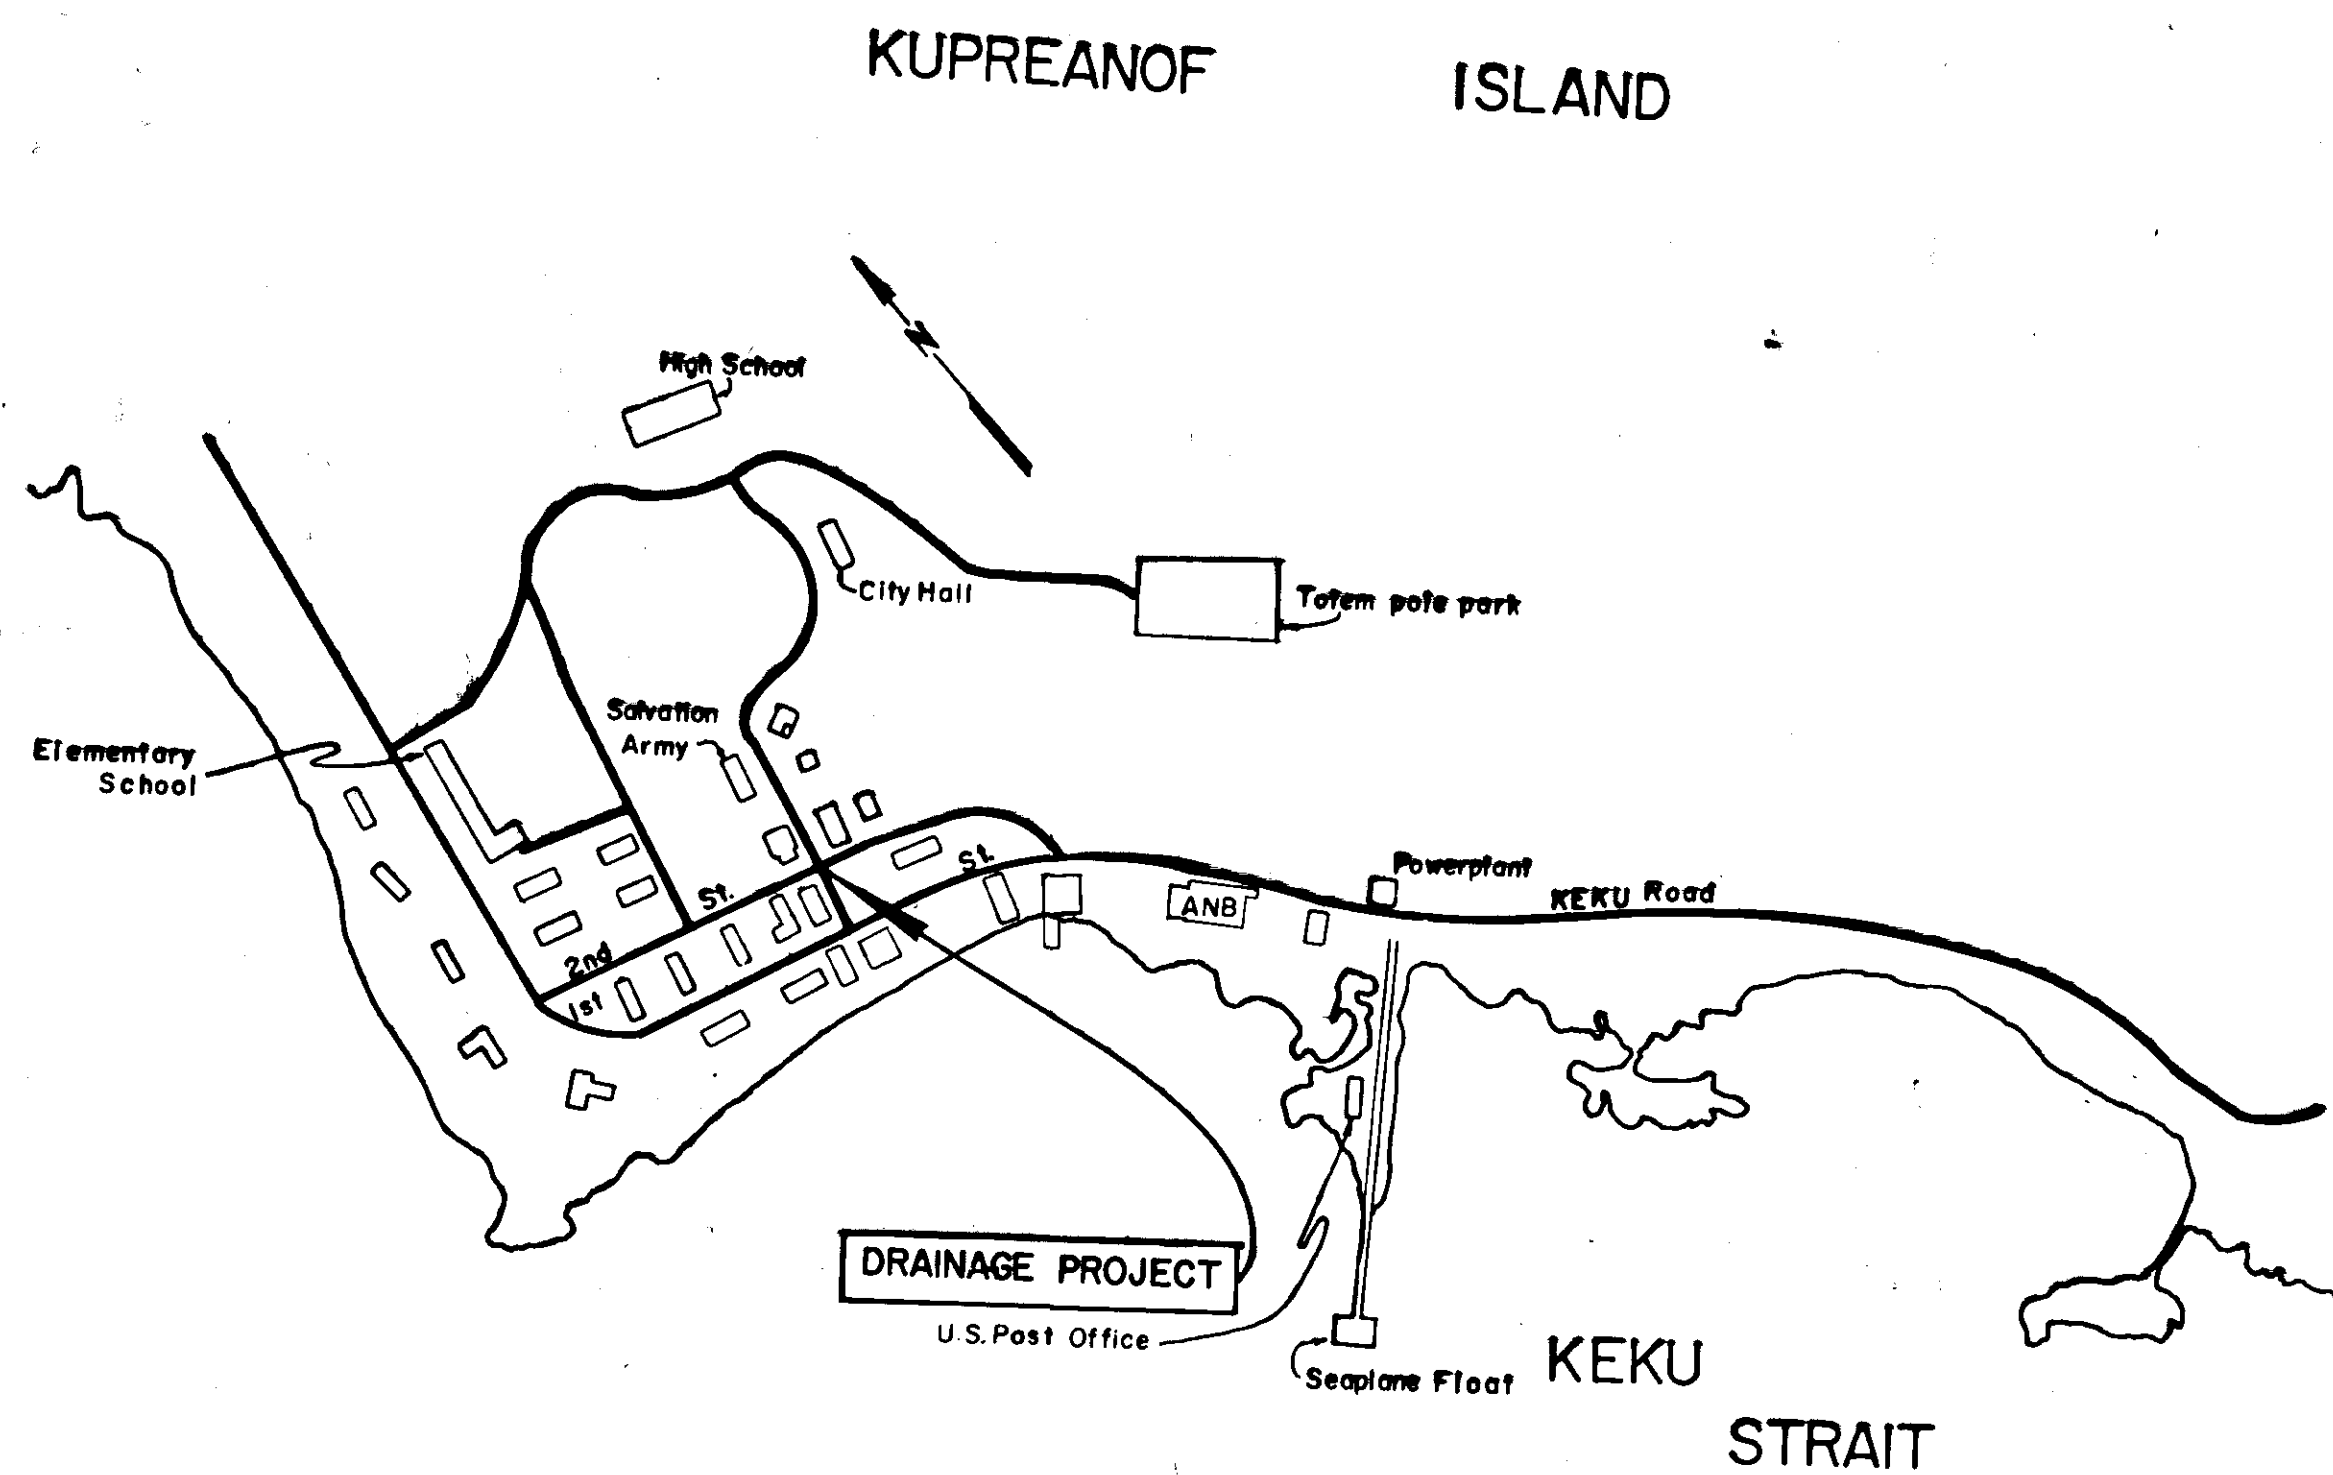 KUPREANOF ISLAND
N
High School
City Hall
Totem pole park
Salvation
Army
Elementary
School
St.
St.
Powerplant
KEKU Road
ANB
2nd
1st
DRAINAGE PROJECT
U.S. Post Office
Seaplane Float
KEKU
STRAIT